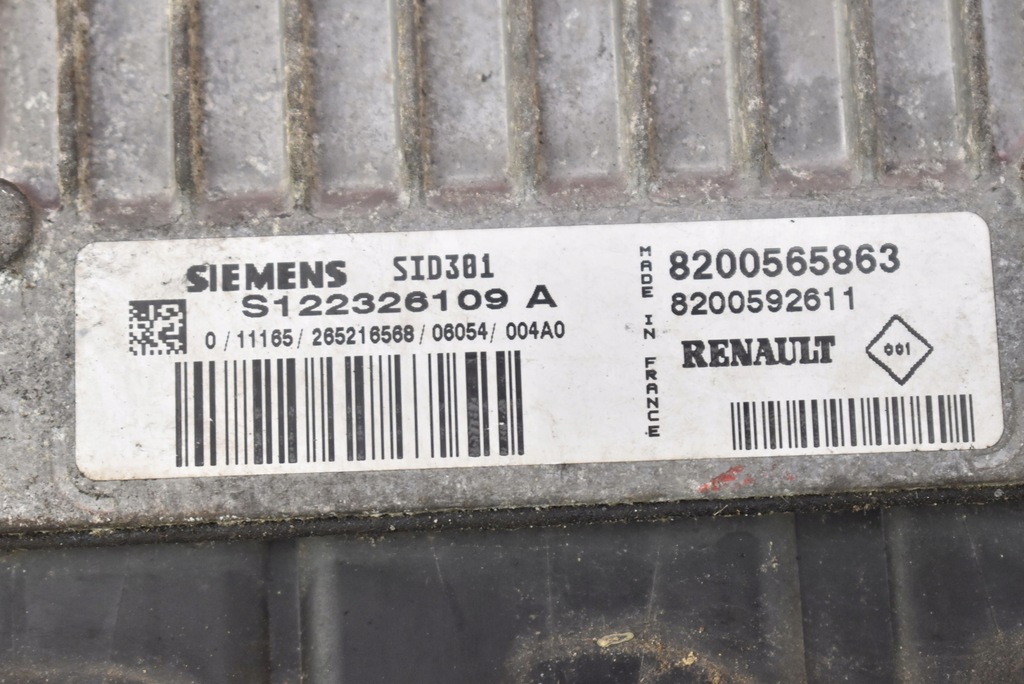 SIEMENS SID301
S122326109 A
0/11165/265216568/06054/004A0
MADE IN FRANCE
8200565863
8200592611
RENAULT
001